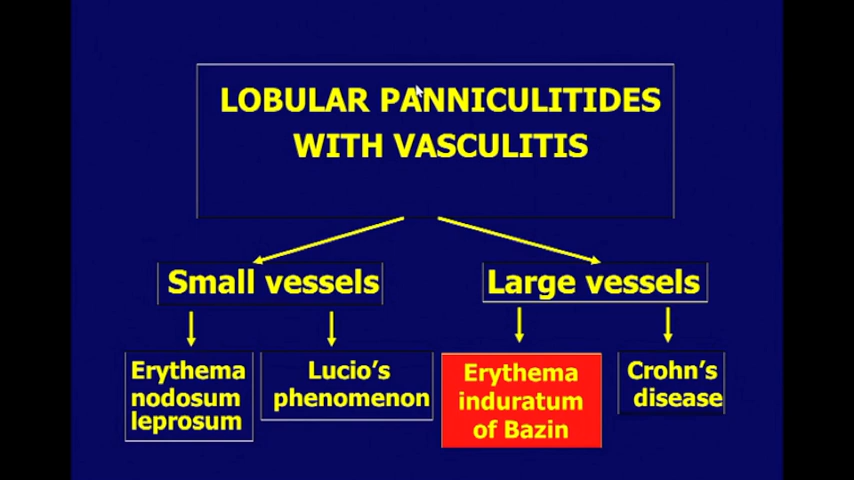 LOBULAR PANNICULITIDES
WITH VASCULITIS
Small vessels
Large vessels
Erythema
nodosum
leprosum
Lucio's
phenomenon
Erythema
induratum
of Bazin
Crohn's
disease